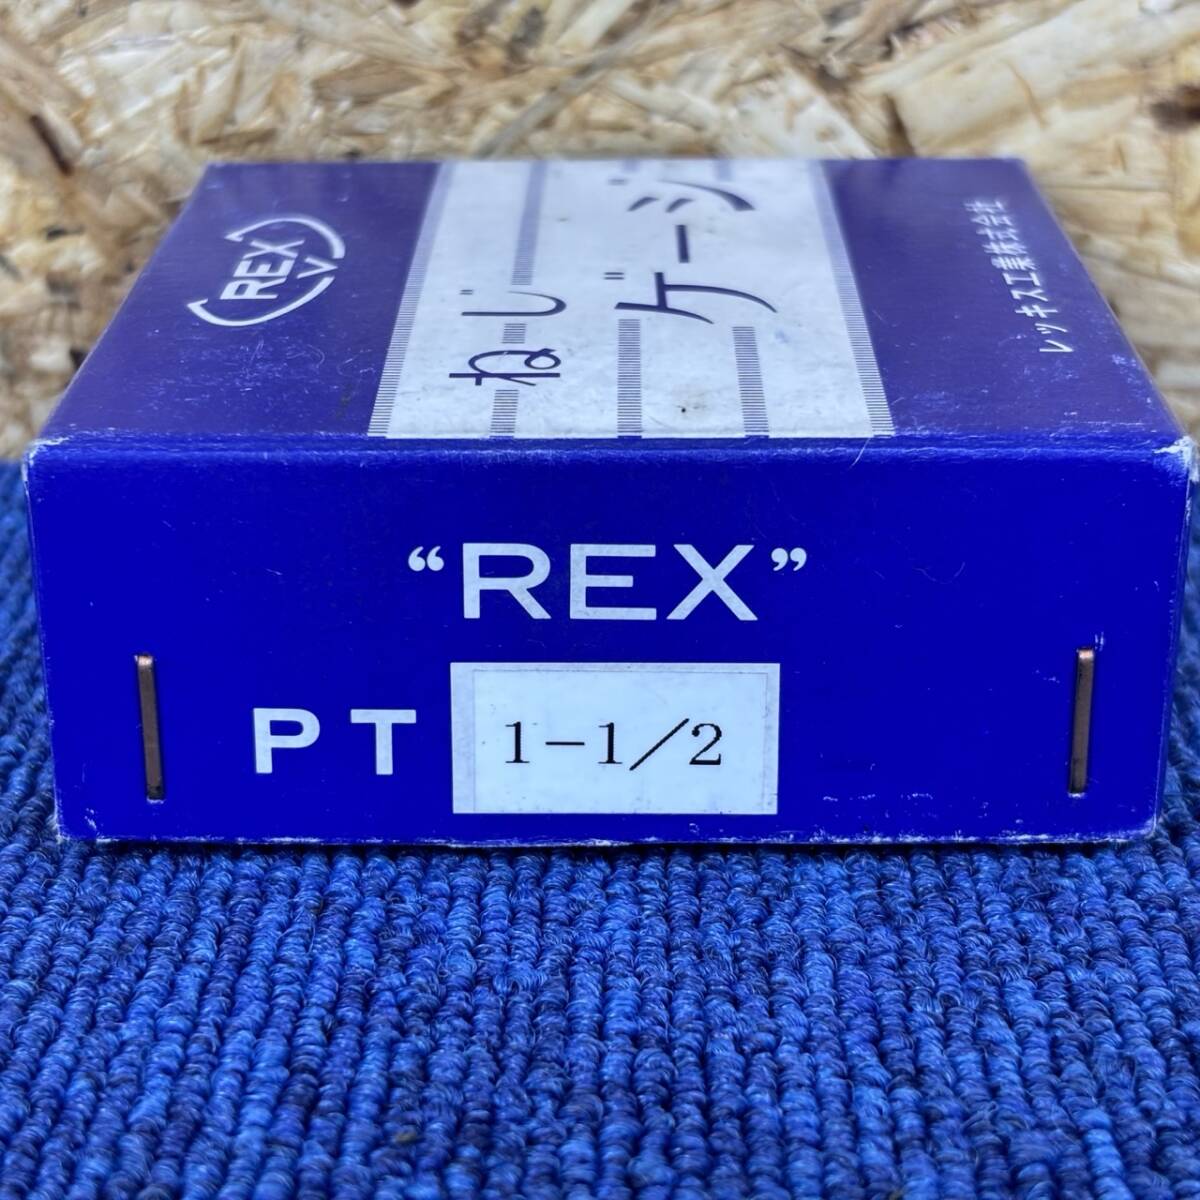 REX
ねじ
ゲージ
レッキス工業株式会社
“REX”
PT 1-1/2